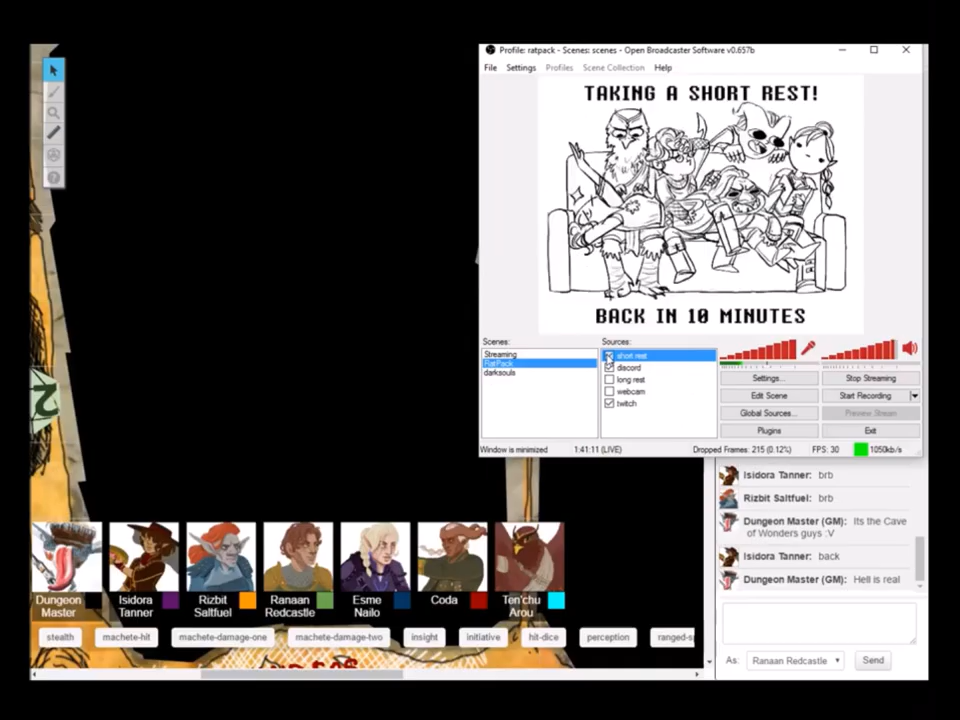 Profile: ratpack - Scenes: scenes - Open Broadcaster Software v0.657b
File Settings Profiles Scene Collection Help
TAKING A SHORT REST!
BACK IN 10 MINUTES
Scenes:
Sources:
Streaming
RatPack
darksouls
short rest
discord
long rest
webcam
twitch
Settings...
Stop Streaming
Edit Scene
Start Recording
Global Sources...
Preview Stream
Plugins
Exit
Window is minimized
1:41:11 (LIVE)
Dropped Frames: 215 (0.12%)
FPS: 30
1050kb/s
Isidora Tanner: brb
Rizbit Saltfuel: brb
Dungeon Master (GM): Its the Cave
of Wonders guys :V
Isidora Tanner: back
Dungeon Master (GM): Hell is real
Dungeon
Master
Isidora
Tanner
Rizbit
Saltfuel
Ranaan
Redcastle
Esme
Nailo
Coda
Ten'chu
Arou
stealth
machete-hit
machete-damage-one
machete-damage-two
insight
initiative
hit-dice
perception
ranged-s
As:
Ranaan Redcastle
Send